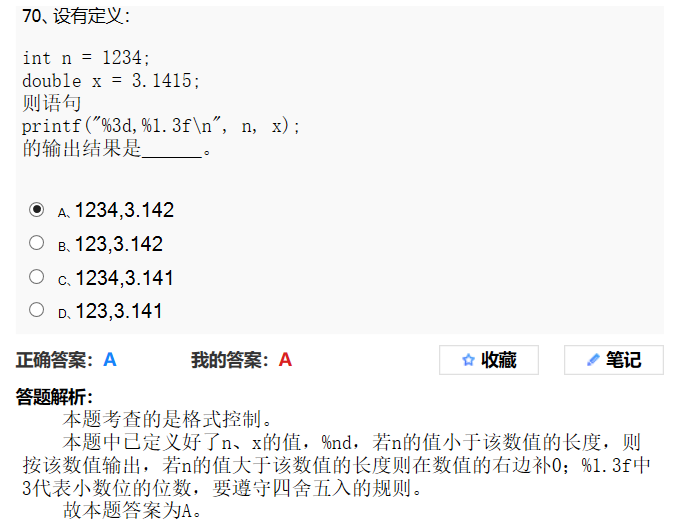 70、设有定义：
int n = 1234;
double x = 3.1415;
则语句
printf("%3d,%1.3f\n", n, x);
的输出结果是______。
A、1234,3.142
B、123,3.142
C、1234,3.141
D、123,3.141
正确答案：A 我的答案：A 收藏 笔记
答题解析：
本题考查的是格式控制。
本题中已定义好了n、x的值，%nd，若n的值小于该数值的长度，则
按该数值输出，若n的值大于该数值的长度则在数值的右边补0；%1.3f中
3代表小数位的位数，要遵守四舍五入的规则。
故本题答案为A。